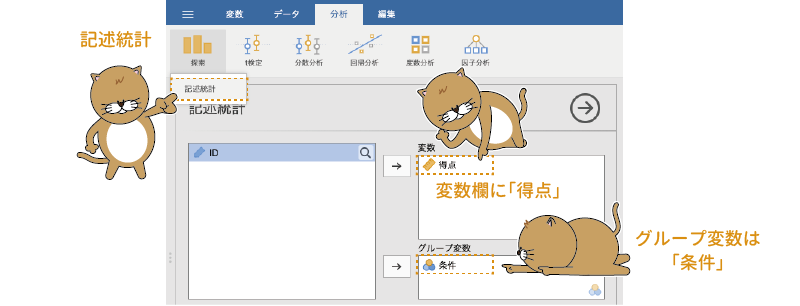 記述統計
変数
データ
分析
編集
探索
t検定
分散分析
回帰分析
度数分析
因子分析
記述統計
記述統計
ID
変数
得点
変数欄に「得点」
グループ変数
条件
グループ変数は
「条件」